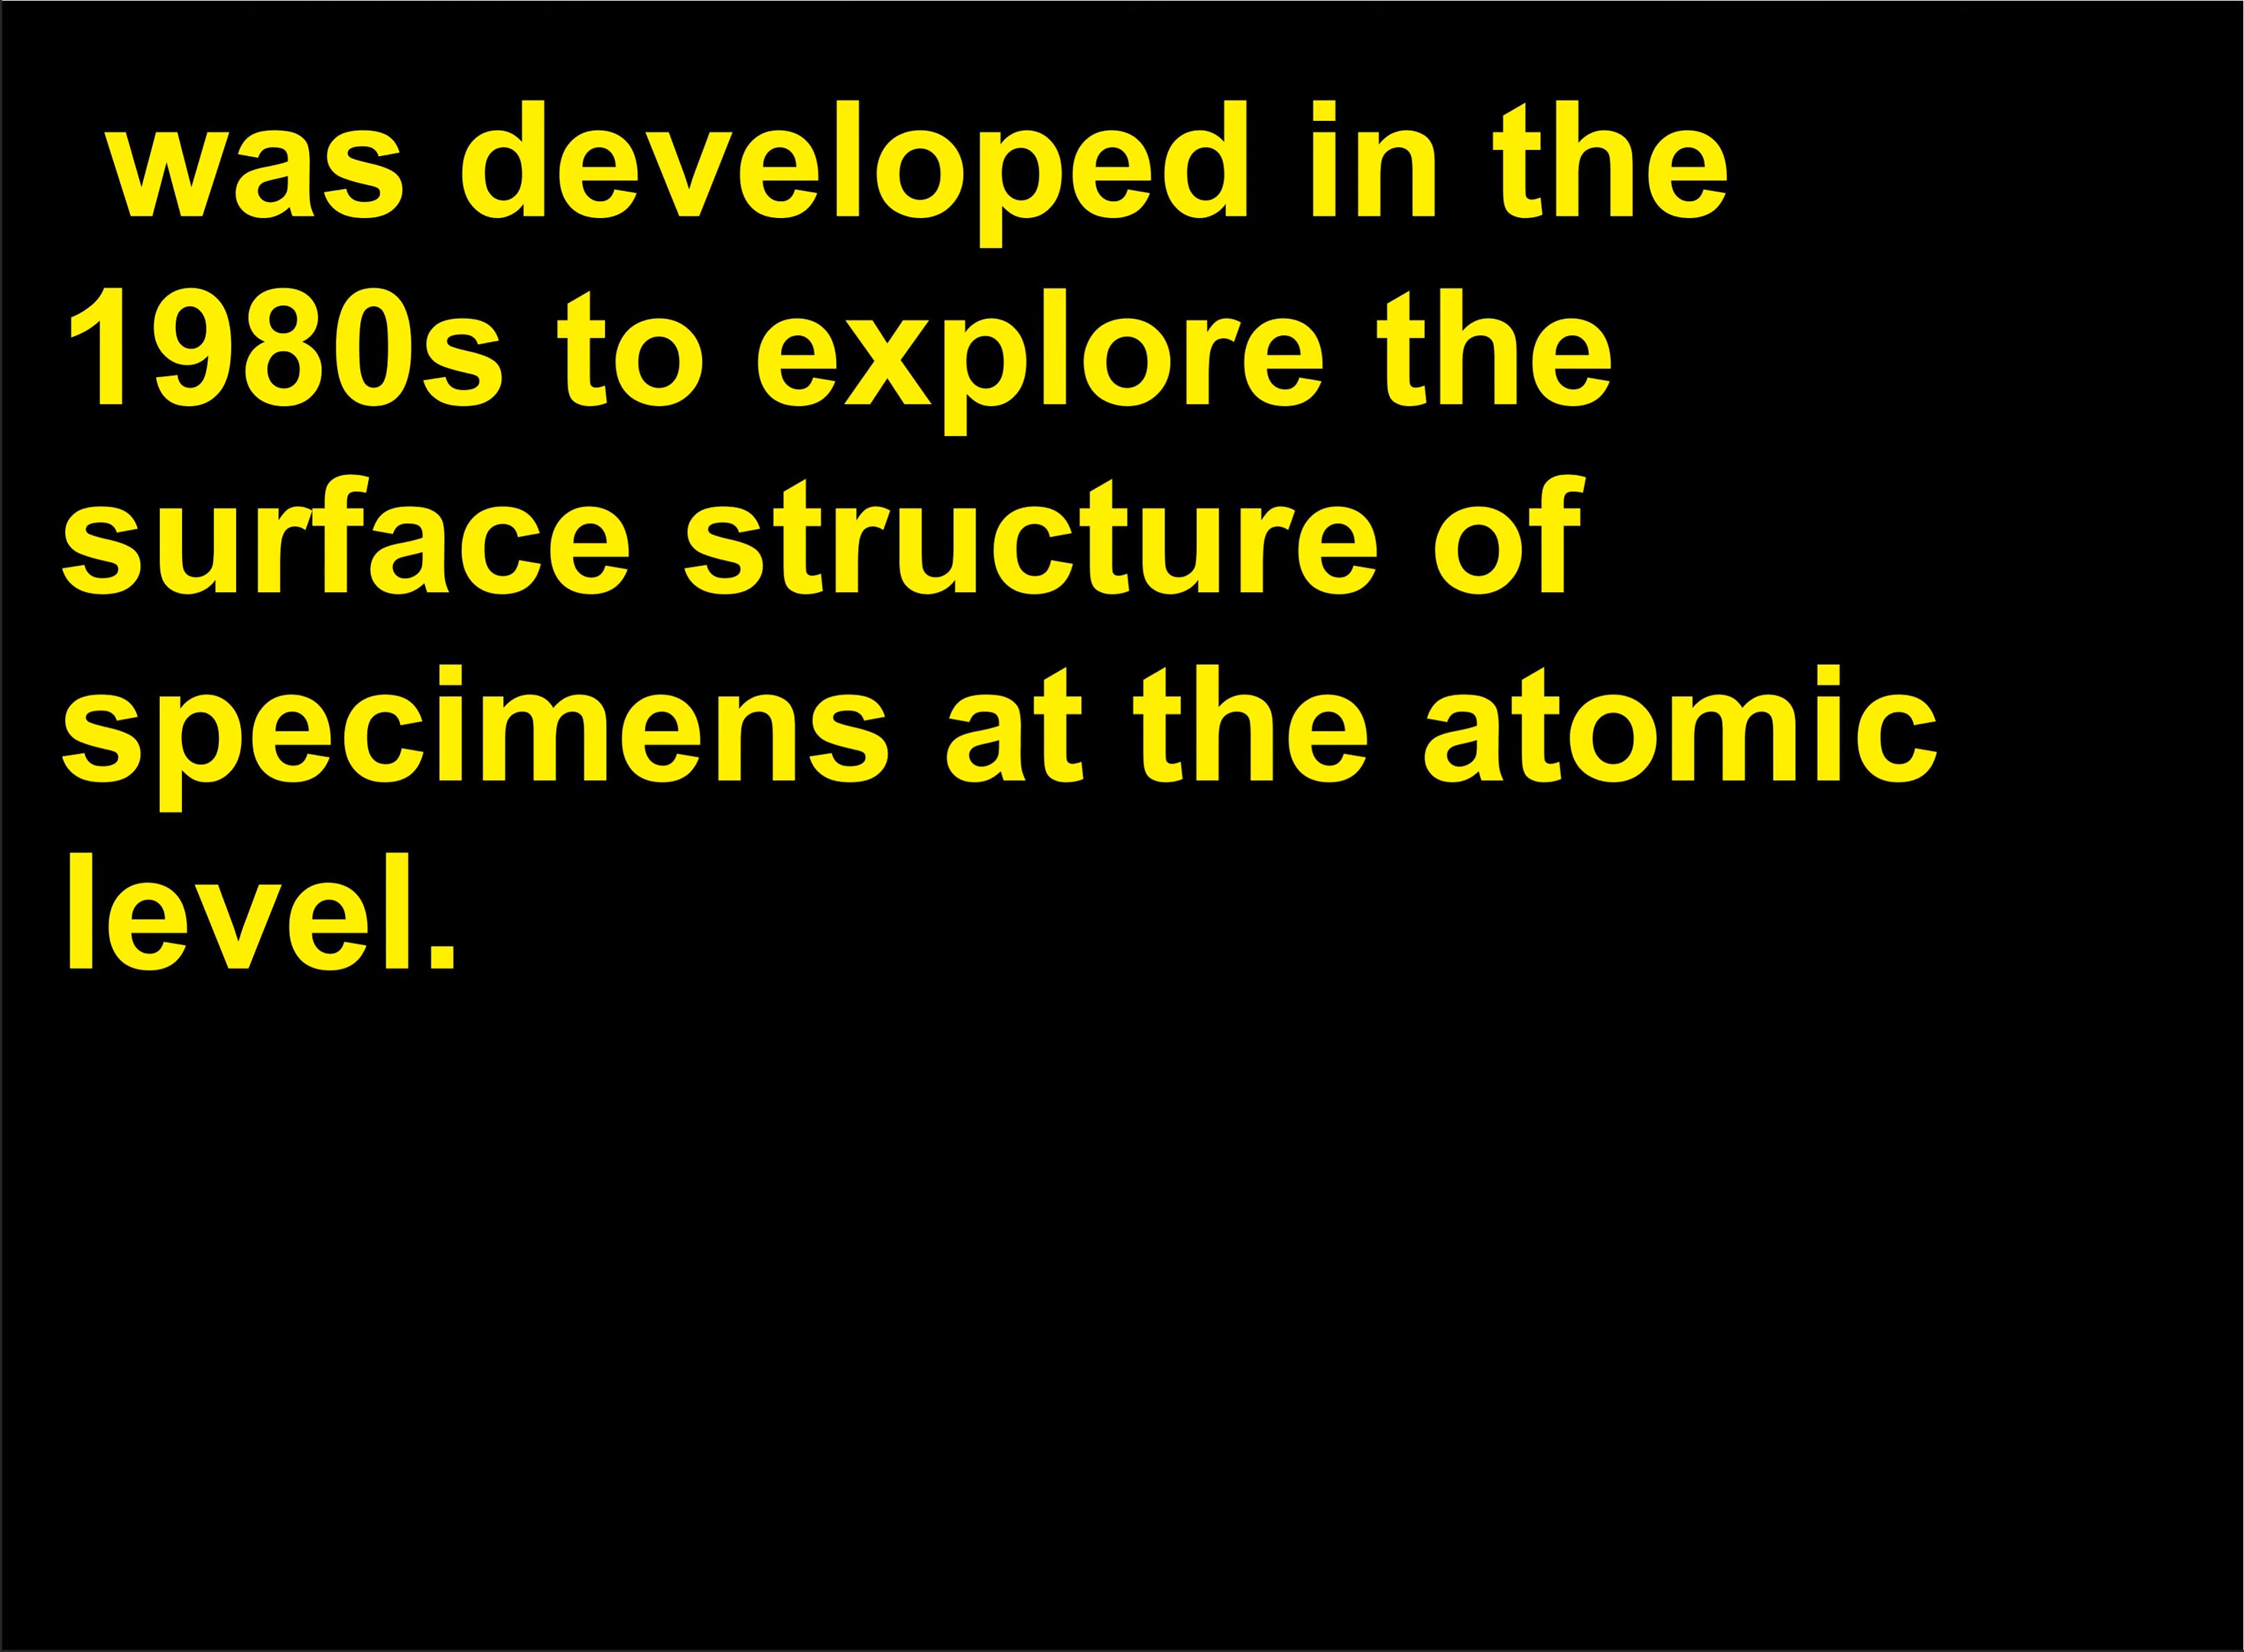 was developed in the
1980s to explore the
surface structure of
specimens at the atomic
level.